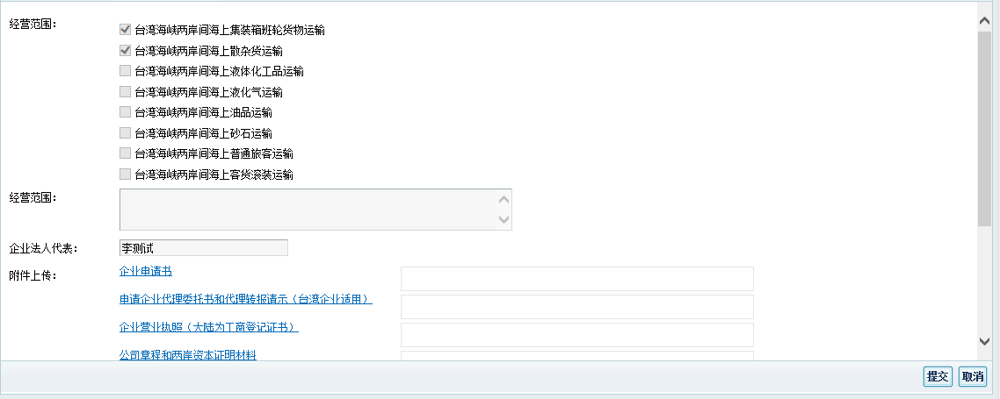 经营范围：
台湾海峡两岸间海上集装箱班轮货物运输
台湾海峡两岸间海上散杂货运输
台湾海峡两岸间海上液体化工品运输
台湾海峡两岸间海上液化气运输
台湾海峡两岸间海上油品运输
台湾海峡两岸间海上砂石运输
台湾海峡两岸间海上普通旅客运输
台湾海峡两岸间海上客货滚装运输
经营范围：
企业法人代表： 李测试
附件上传： 企业申请书
申请企业代理委托书和代理转报请示（台湾企业适用）
企业营业执照（大陆为工商登记证书）
公司章程和两岸资本证明材料
提交 取消